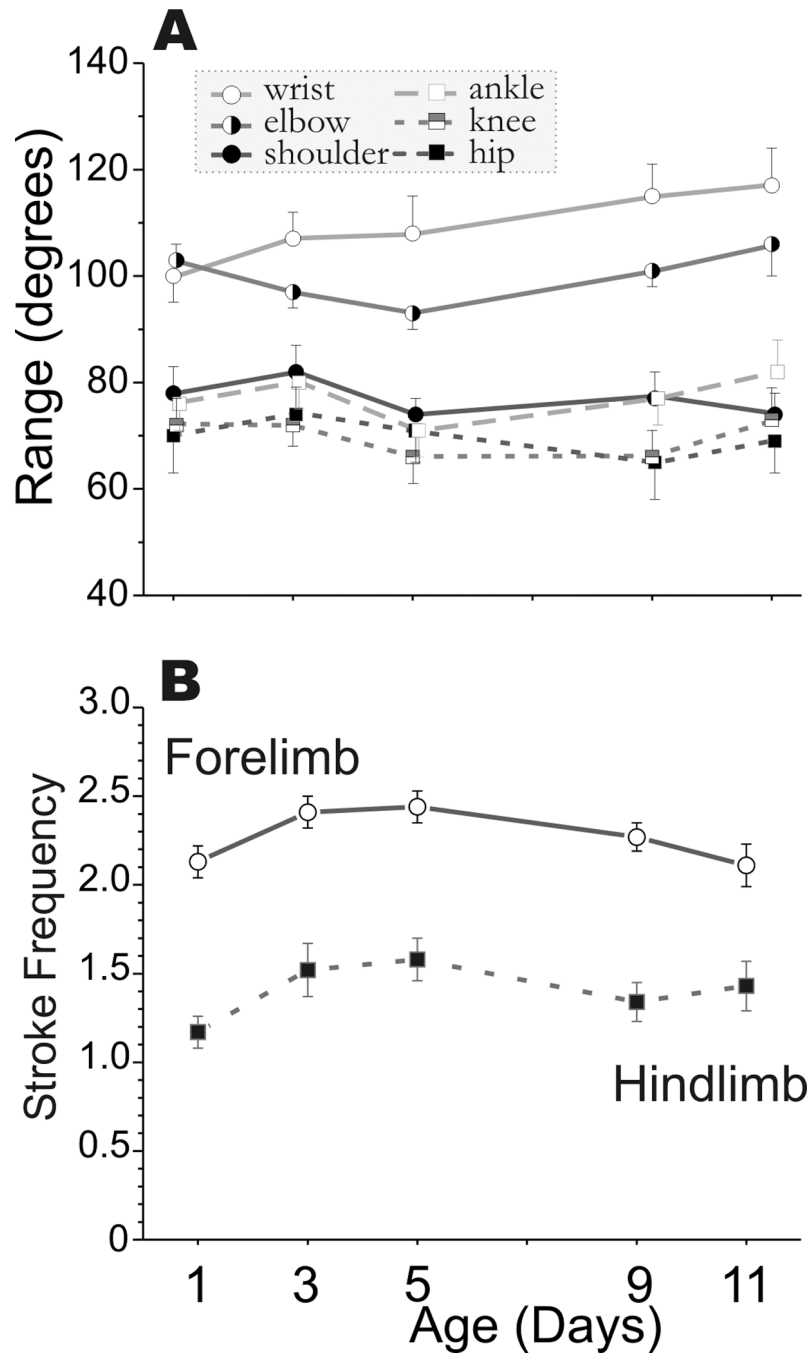 A
140
120
100
80
60
40
Range (degrees)
wrist
elbow
shoulder
ankle
knee
hip
B
3.0
2.5
2.0
1.5
1.0
0.5
0
Stroke Frequency
Forelimb
Hindlimb
1 3 5 9 11
Age (Days)